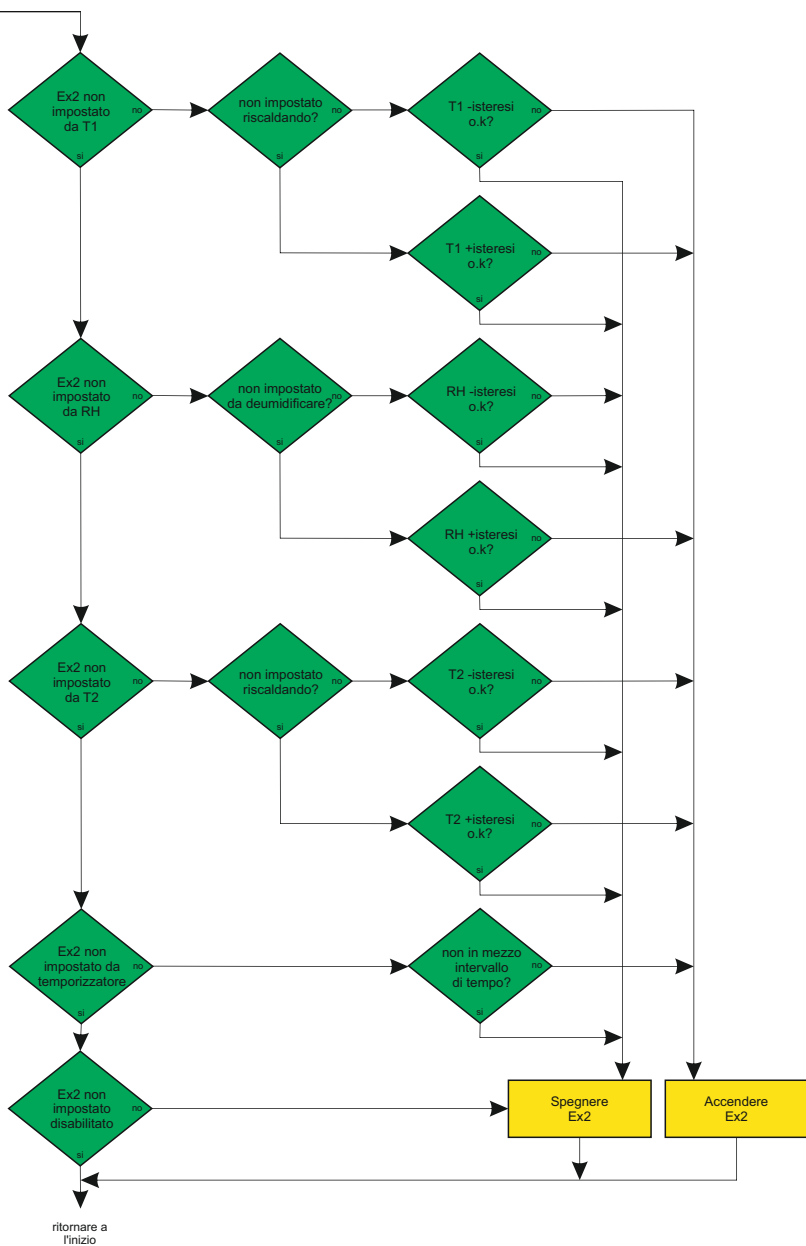 Ex2 non
impostato
da T1
no
si
non impostato
riscaldando?
no
si
T1 -isteresi
o.k?
no
si
T1 +isteresi
o.k?
no
si
Ex2 non
impostato
da RH
no
si
non impostato
da deumidificare?
no
si
RH -isteresi
o.k?
no
si
RH +isteresi
o.k?
no
si
Ex2 non
impostato
da T2
no
si
non impostato
riscaldando?
no
si
T2 -isteresi
o.k?
no
si
T2 +isteresi
o.k?
no
si
Ex2 non
impostato da
temporizzatore
no
si
non in mezzo
intervallo
di tempo?
no
si
Ex2 non
impostato
disabilitato
no
si
Spegnere
Ex2
Accendere
Ex2
ritornare a
l'inizio